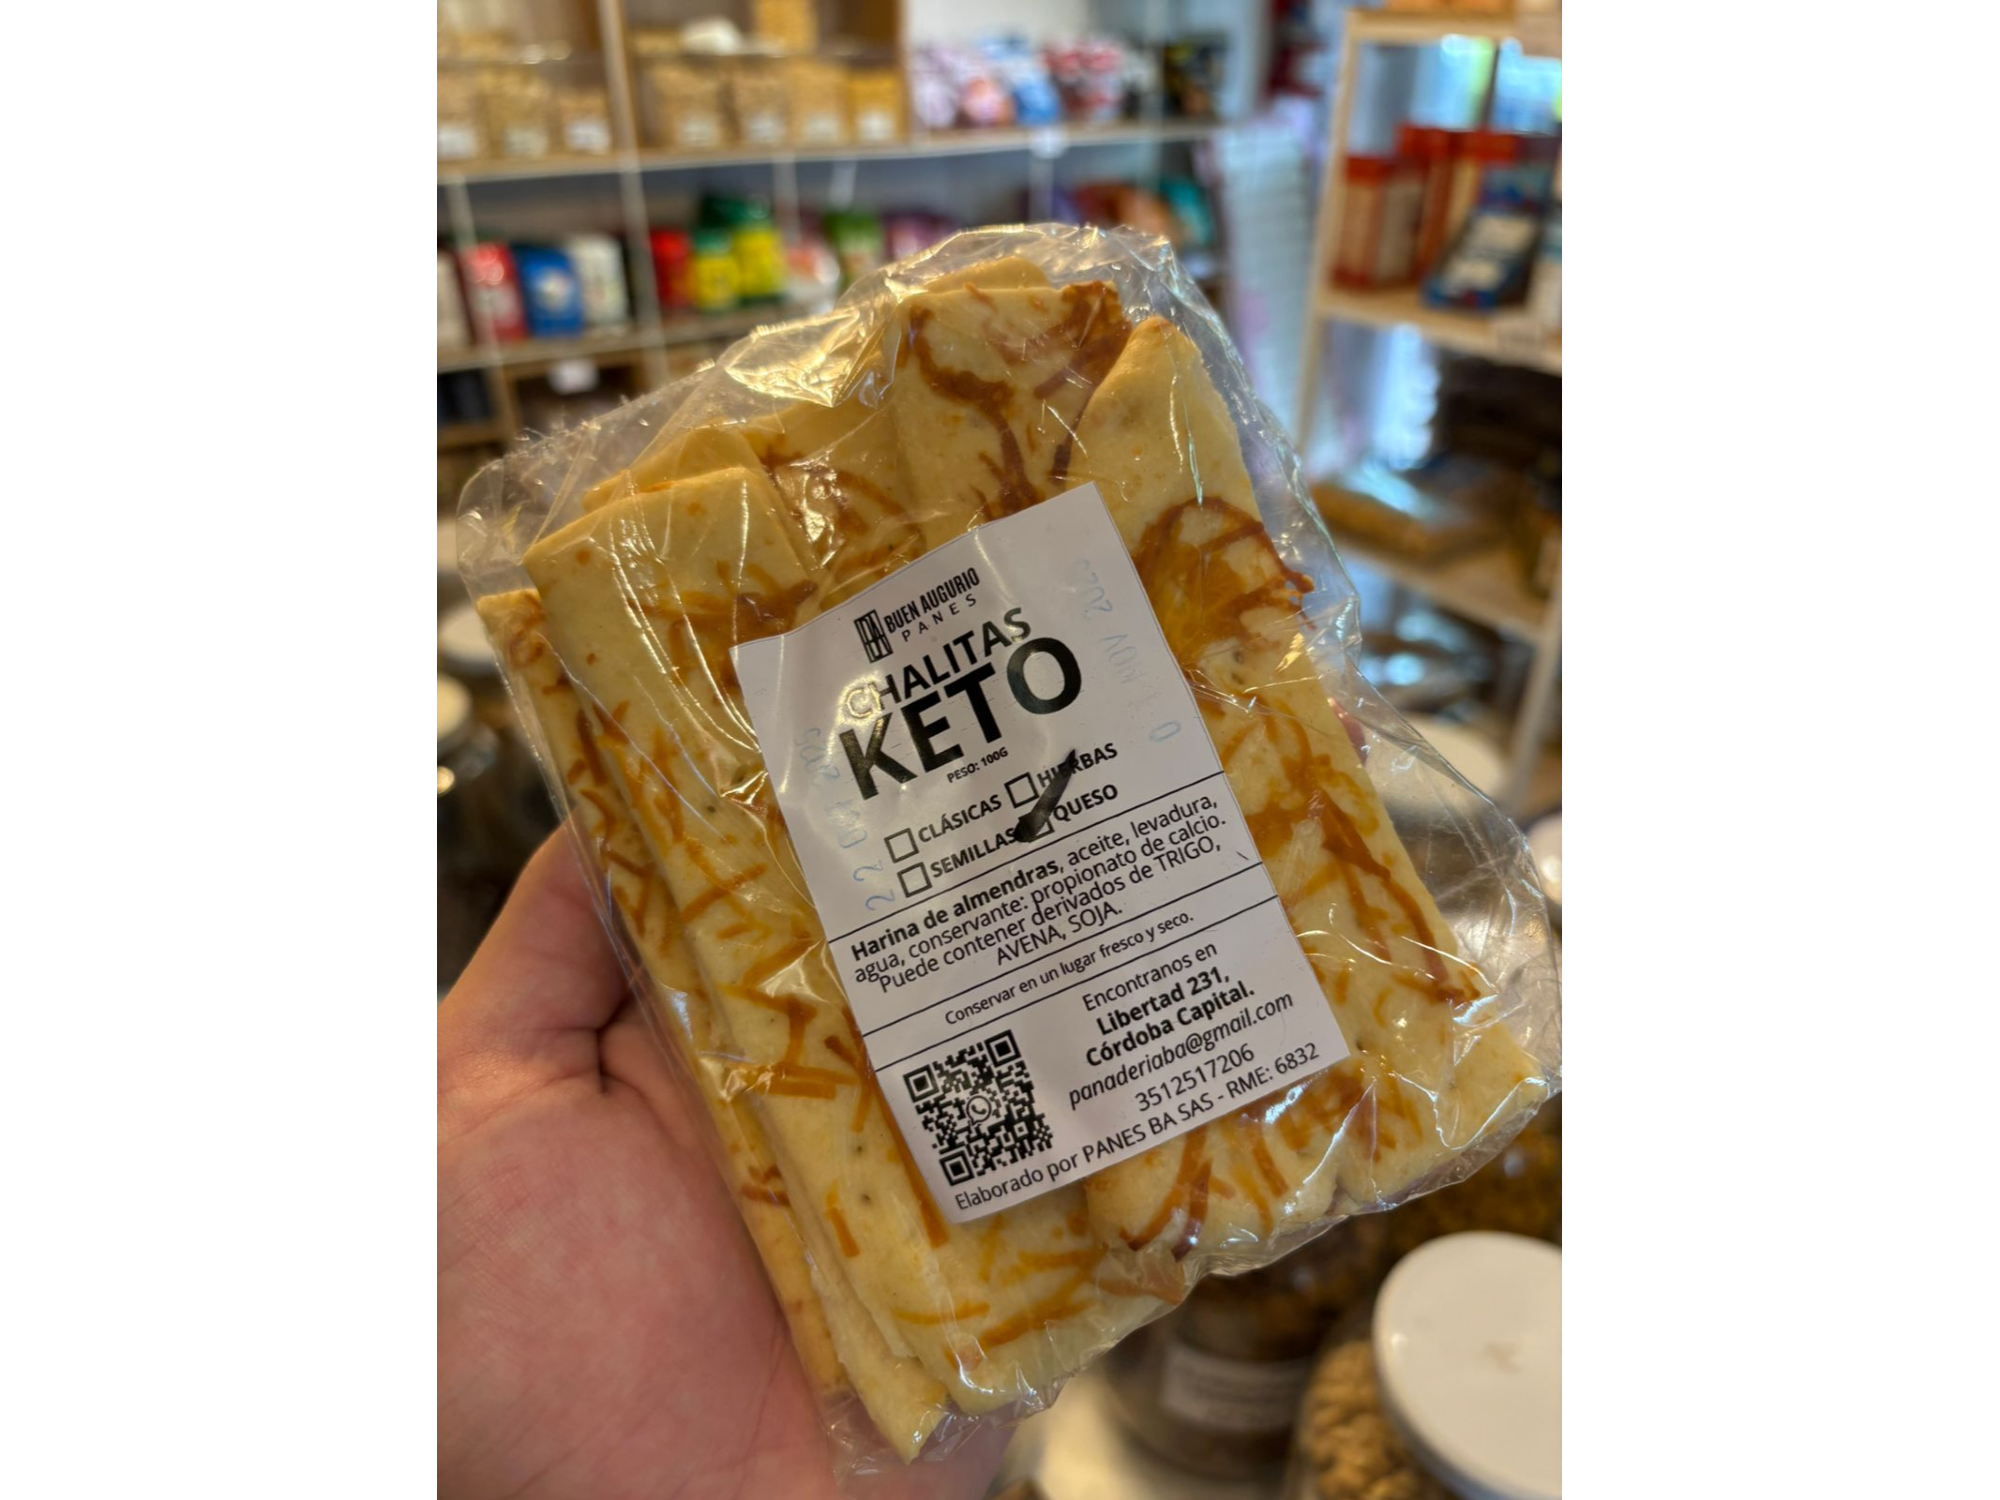 BUEN AUGURIO
PANES
CHALITAS
KETO
PESO: 100G
CLÁSICAS HIERBAS
SEMILLAS QUESO
Harina de almendras, aceite, levadura,
agua, conservante: propionato de calcio.
Puede contener derivados de TRIGO,
AVENA, SOJA.
Conservar en un lugar fresco y seco.
Encontranos en
Libertad 231,
Córdoba Capital.
panaderiaba@gmail.com
3512517206
Elaborado por PANES BA SAS - RME: 6832